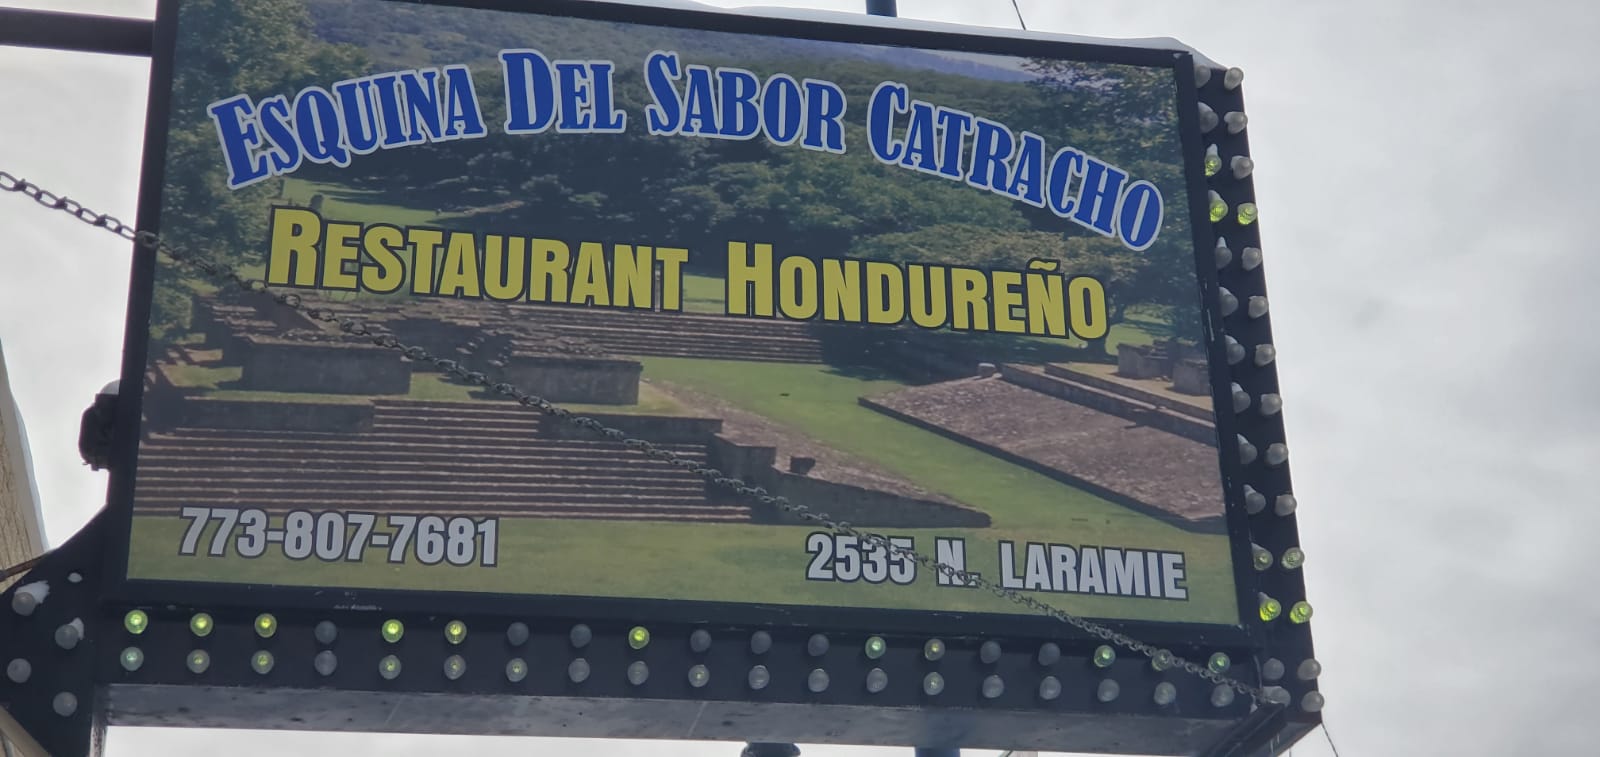 ESQUINA DEL SABOR CATRACHO
RESTAURANT HONDUREÑO
773-807-7681
2535 N. LARAMIE